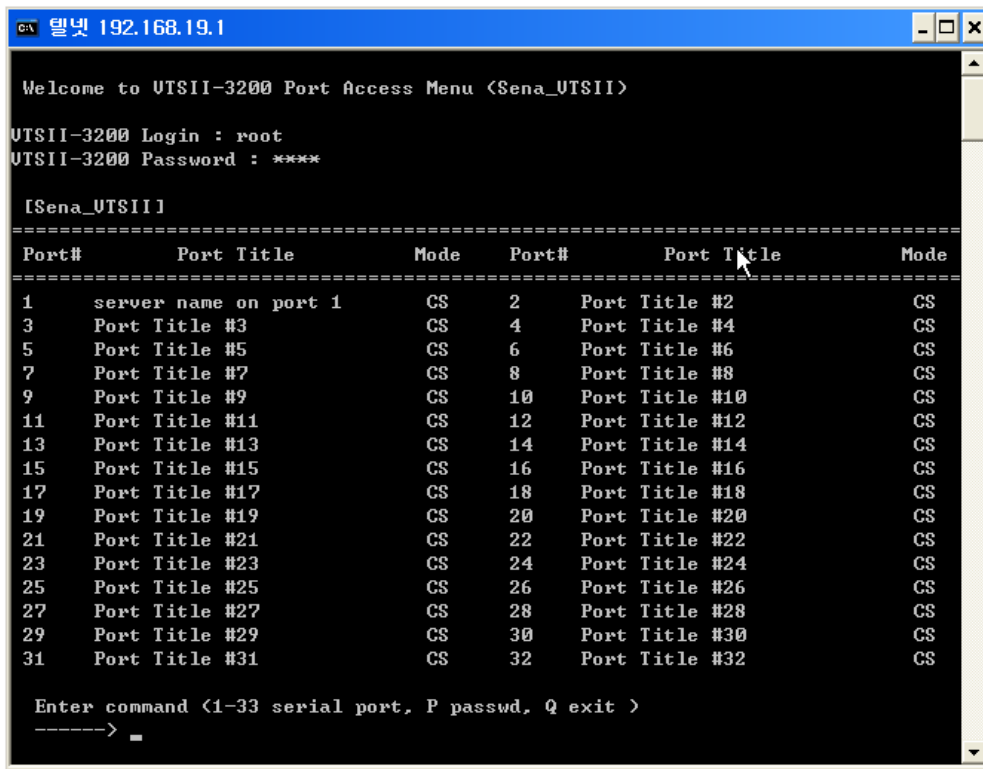 텔넷 192.168.19.1
Welcome to VTSII-3200 Port Access Menu (Sena_VTSII)
VTSII-3200 Login : root
VTSII-3200 Password : ****
[Sena_VTSII]
===============================================================================
Port# Port Title Mode Port# Port Title Mode
===============================================================================
1 server name on port 1 CS 2 Port Title #2 CS
3 Port Title #3 CS 4 Port Title #4 CS
5 Port Title #5 CS 6 Port Title #6 CS
7 Port Title #7 CS 8 Port Title #8 CS
9 Port Title #9 CS 10 Port Title #10 CS
11 Port Title #11 CS 12 Port Title #12 CS
13 Port Title #13 CS 14 Port Title #14 CS
15 Port Title #15 CS 16 Port Title #16 CS
17 Port Title #17 CS 18 Port Title #18 CS
19 Port Title #19 CS 20 Port Title #20 CS
21 Port Title #21 CS 22 Port Title #22 CS
23 Port Title #23 CS 24 Port Title #24 CS
25 Port Title #25 CS 26 Port Title #26 CS
27 Port Title #27 CS 28 Port Title #28 CS
29 Port Title #29 CS 30 Port Title #30 CS
31 Port Title #31 CS 32 Port Title #32 CS
Enter command (1-33 serial port, P passwd, Q exit )
------> _